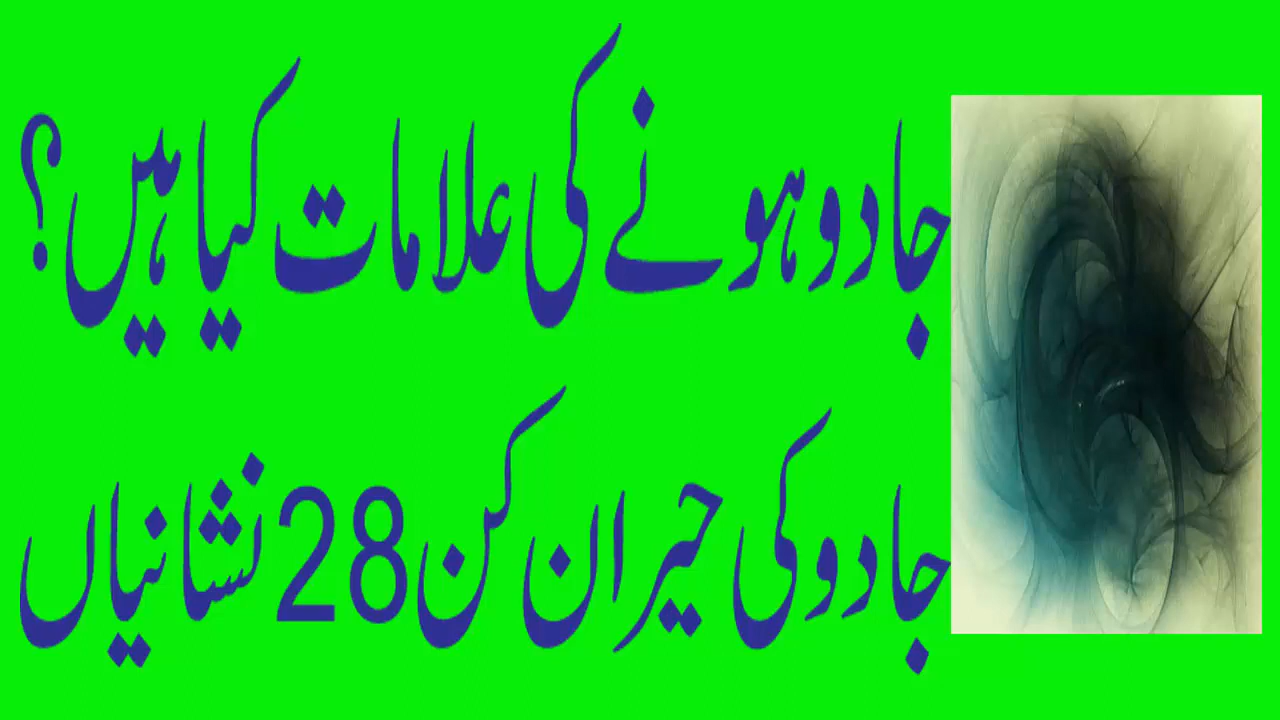 جادو ہونے کی علامات کیا ہیں؟
جادو کی حیران کن 28 نشانیاں